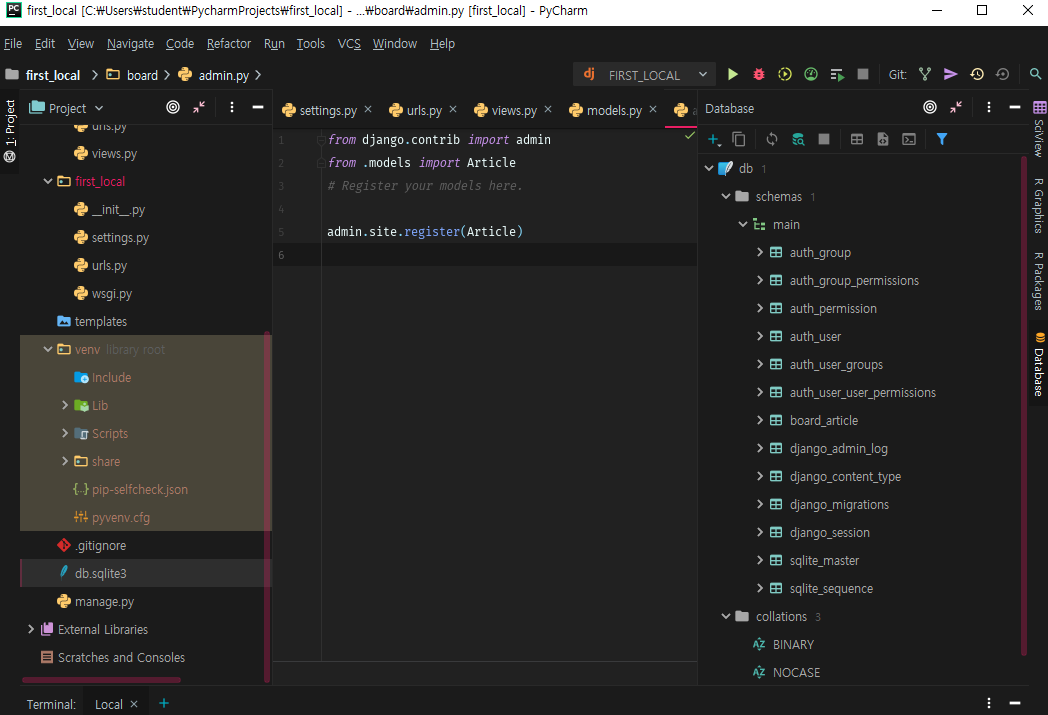 first_local [C:₩Users₩student₩PycharmProjects₩first_local] - ...₩board₩admin.py [first_local] - PyCharm
File Edit View Navigate Code Refactor Run Tools VCS Window Help
first_local board admin.py
FIRST_LOCAL
Git:
1: Project
Project
urls.py
views.py
first_local
__init__.py
settings.py
urls.py
wsgi.py
templates
venv library root
Include
Lib
Scripts
share
pip-selfcheck.json
pyvenv.cfg
.gitignore
db.sqlite3
manage.py
External Libraries
Scratches and Consoles
settings.py urls.py views.py models.py
1 from django.contrib import admin
2 from .models import Article
3 # Register your models here.
4
5 admin.site.register(Article)
6
Database
db 1
schemas 1
main
auth_group
auth_group_permissions
auth_permission
auth_user
auth_user_groups
auth_user_user_permissions
board_article
django_admin_log
django_content_type
django_migrations
django_session
sqlite_master
sqlite_sequence
collations 3
BINARY
NOCASE
SciView
R Graphics
R Packages
Database
Terminal: Local